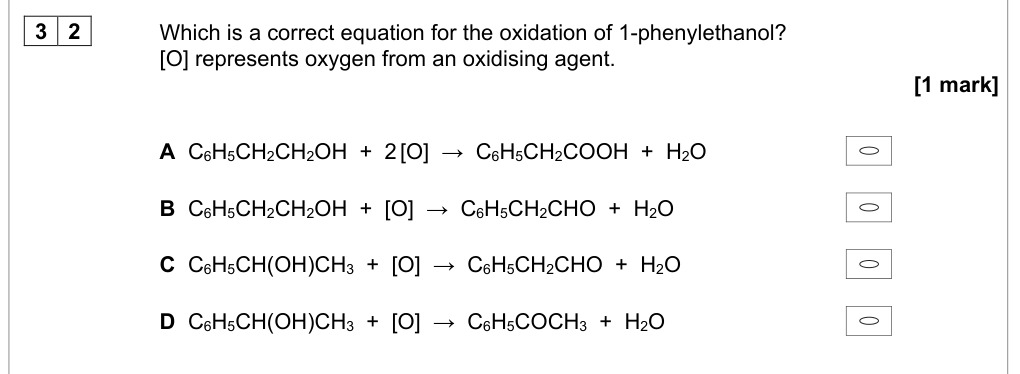 3 2 Which is a correct equation for the oxidation of 1-phenylethanol?
[O] represents oxygen from an oxidising agent.
[1 mark]
A C₆H₅CH₂CH₂OH + 2[O] → C₆H₅CH₂COOH + H₂O
B C₆H₅CH₂CH₂OH + [O] → C₆H₅CH₂CHO + H₂O
C C₆H₅CH(OH)CH₃ + [O] → C₆H₅CH₂CHO + H₂O
D C₆H₅CH(OH)CH₃ + [O] → C₆H₅COCH₃ + H₂O